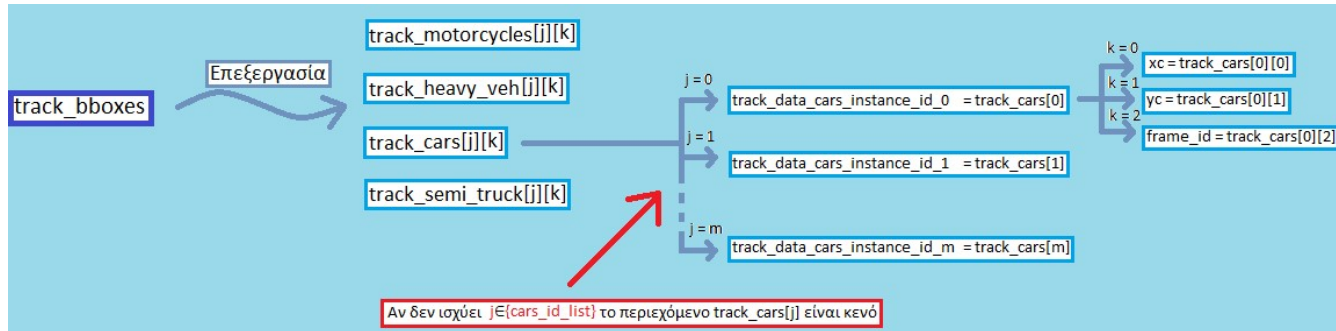 track_bboxes
Επεξεργασία
track_motorcycles[j][k]
track_heavy_veh[j][k]
track_cars[j][k]
track_semi_truck[j][k]
j = 0
track_data_cars_instance_id_0 = track_cars[0]
j = 1
track_data_cars_instance_id_1 = track_cars[1]
j = m
track_data_cars_instance_id_m = track_cars[m]
k = 0
xc = track_cars[0][0]
k = 1
yc = track_cars[0][1]
k = 2
frame_id = track_cars[0][2]
Αν δεν ισχύει j∈{cars_id_list} το περιεχόμενο track_cars[j] είναι κενό